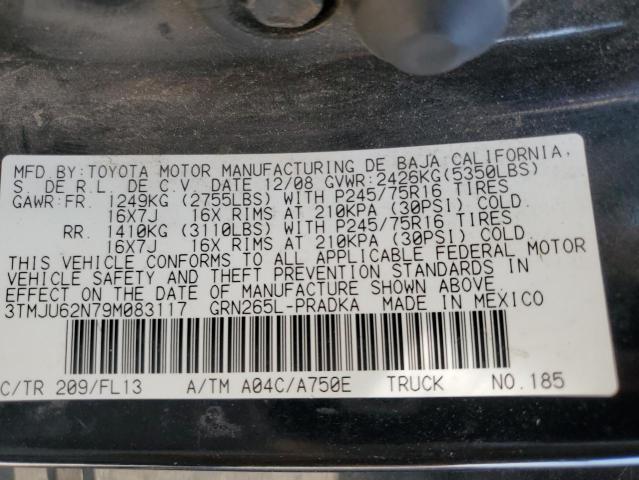 MFD.BY:TOYOTA MOTOR MANUFACTURING DE BAJA CALIFORNIA,
S. DE R.L. DE C.V. DATE 12/08 GVWR:2426KG(5350LBS)
GAWR:FR. 1249KG (2755LBS) WITH P245/75R16 TIRES
16X7J 16X RIMS AT 210KPA (30PSI) COLD.
RR. 1410KG (3110LBS) WITH P245/75R16 TIRES
16X7J 16X RIMS AT 210KPA (30PSI) COLD.
THIS VEHICLE CONFORMS TO ALL APPLICABLE FEDERAL MOTOR
VEHICLE SAFETY AND THEFT PREVENTION STANDARDS IN
EFFECT ON THE DATE OF MANUFACTURE SHOWN ABOVE.
3TMJU62N79M083117 GRN265L-PRADKA MADE IN MEXICO
C/TR 209/FL13 A/TM A04C/A750E TRUCK NO.185